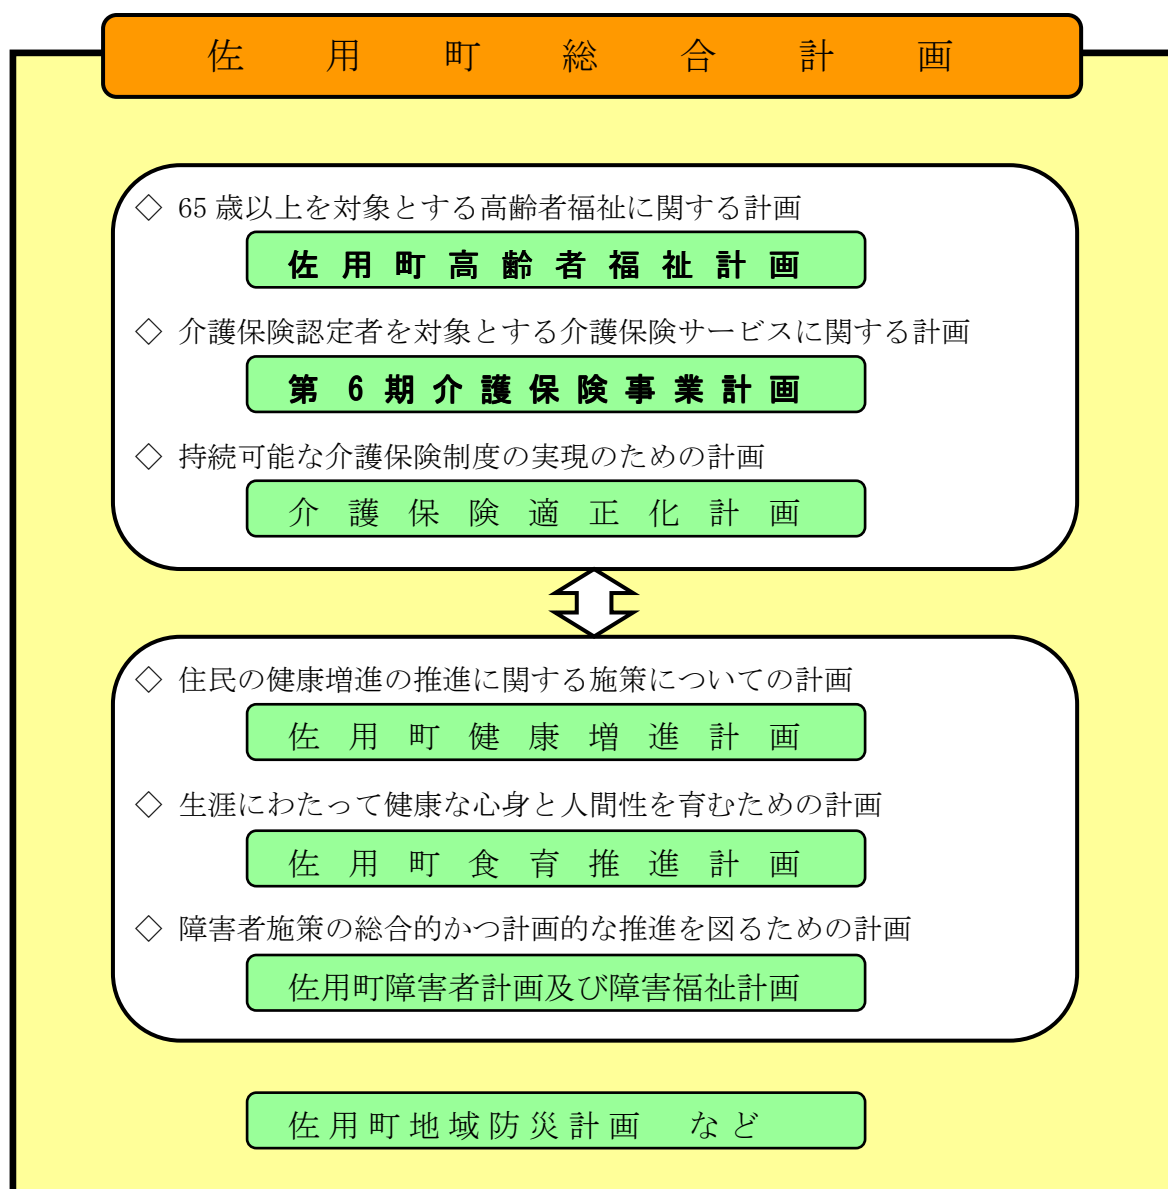 佐用町総合計画
◇ 65歳以上を対象とする高齢者福祉に関する計画
佐用町高齢者福祉計画
◇ 介護保険認定者を対象とする介護保険サービスに関する計画
第6期介護保険事業計画
◇ 持続可能な介護保険制度の実現のための計画
介護保険適正化計画
◇ 住民の健康増進の推進に関する施策についての計画
佐用町健康増進計画
◇ 生涯にわたって健康な心身と人間性を育むための計画
佐用町食育推進計画
◇ 障害者施策の総合的かつ計画的な推進を図るための計画
佐用町障害者計画及び障害福祉計画
佐用町地域防災計画 など